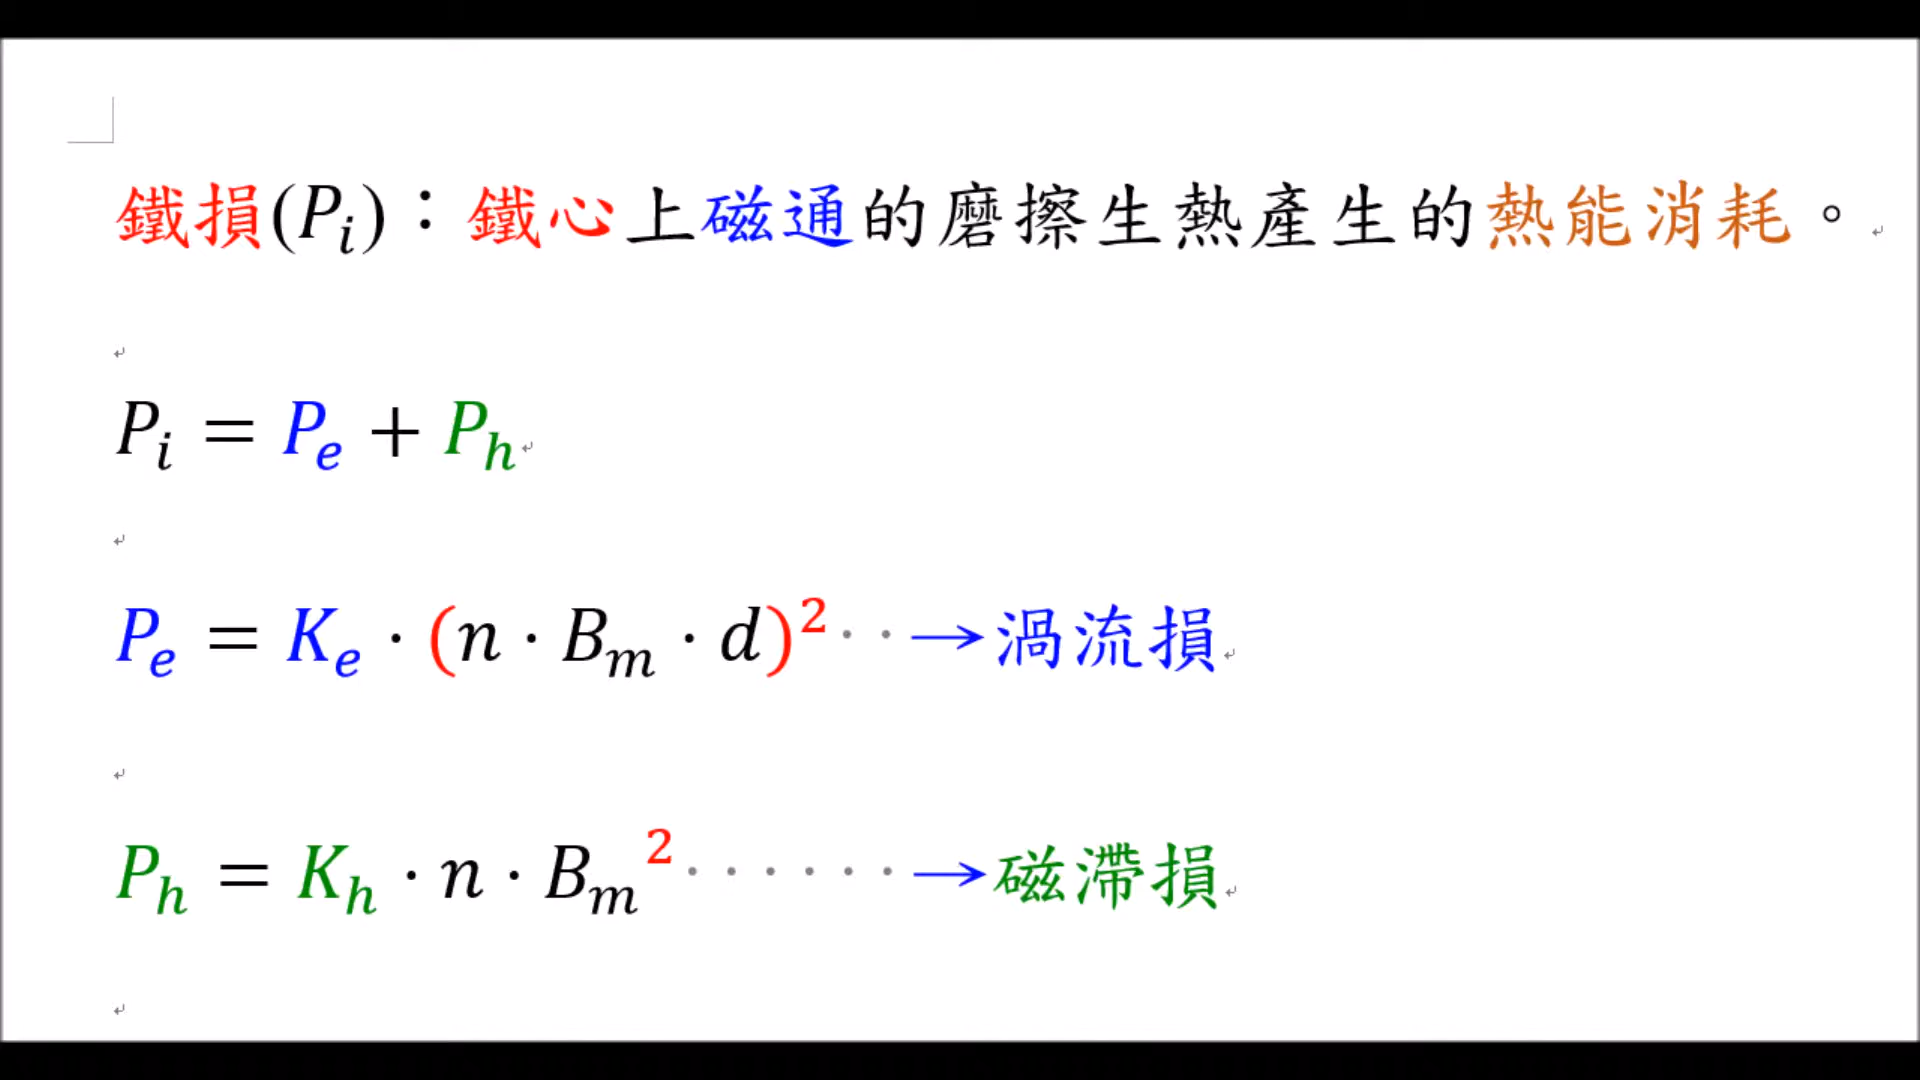 鐵損(Pᵢ)：鐵心上磁通的磨擦生熱產生的熱能消耗。
Pᵢ = Pₑ + Pₕ
Pₑ = Kₑ · (n · Bₘ · d)² → 渦流損
Pₕ = Kₕ · n · Bₘ² → 磁滯損